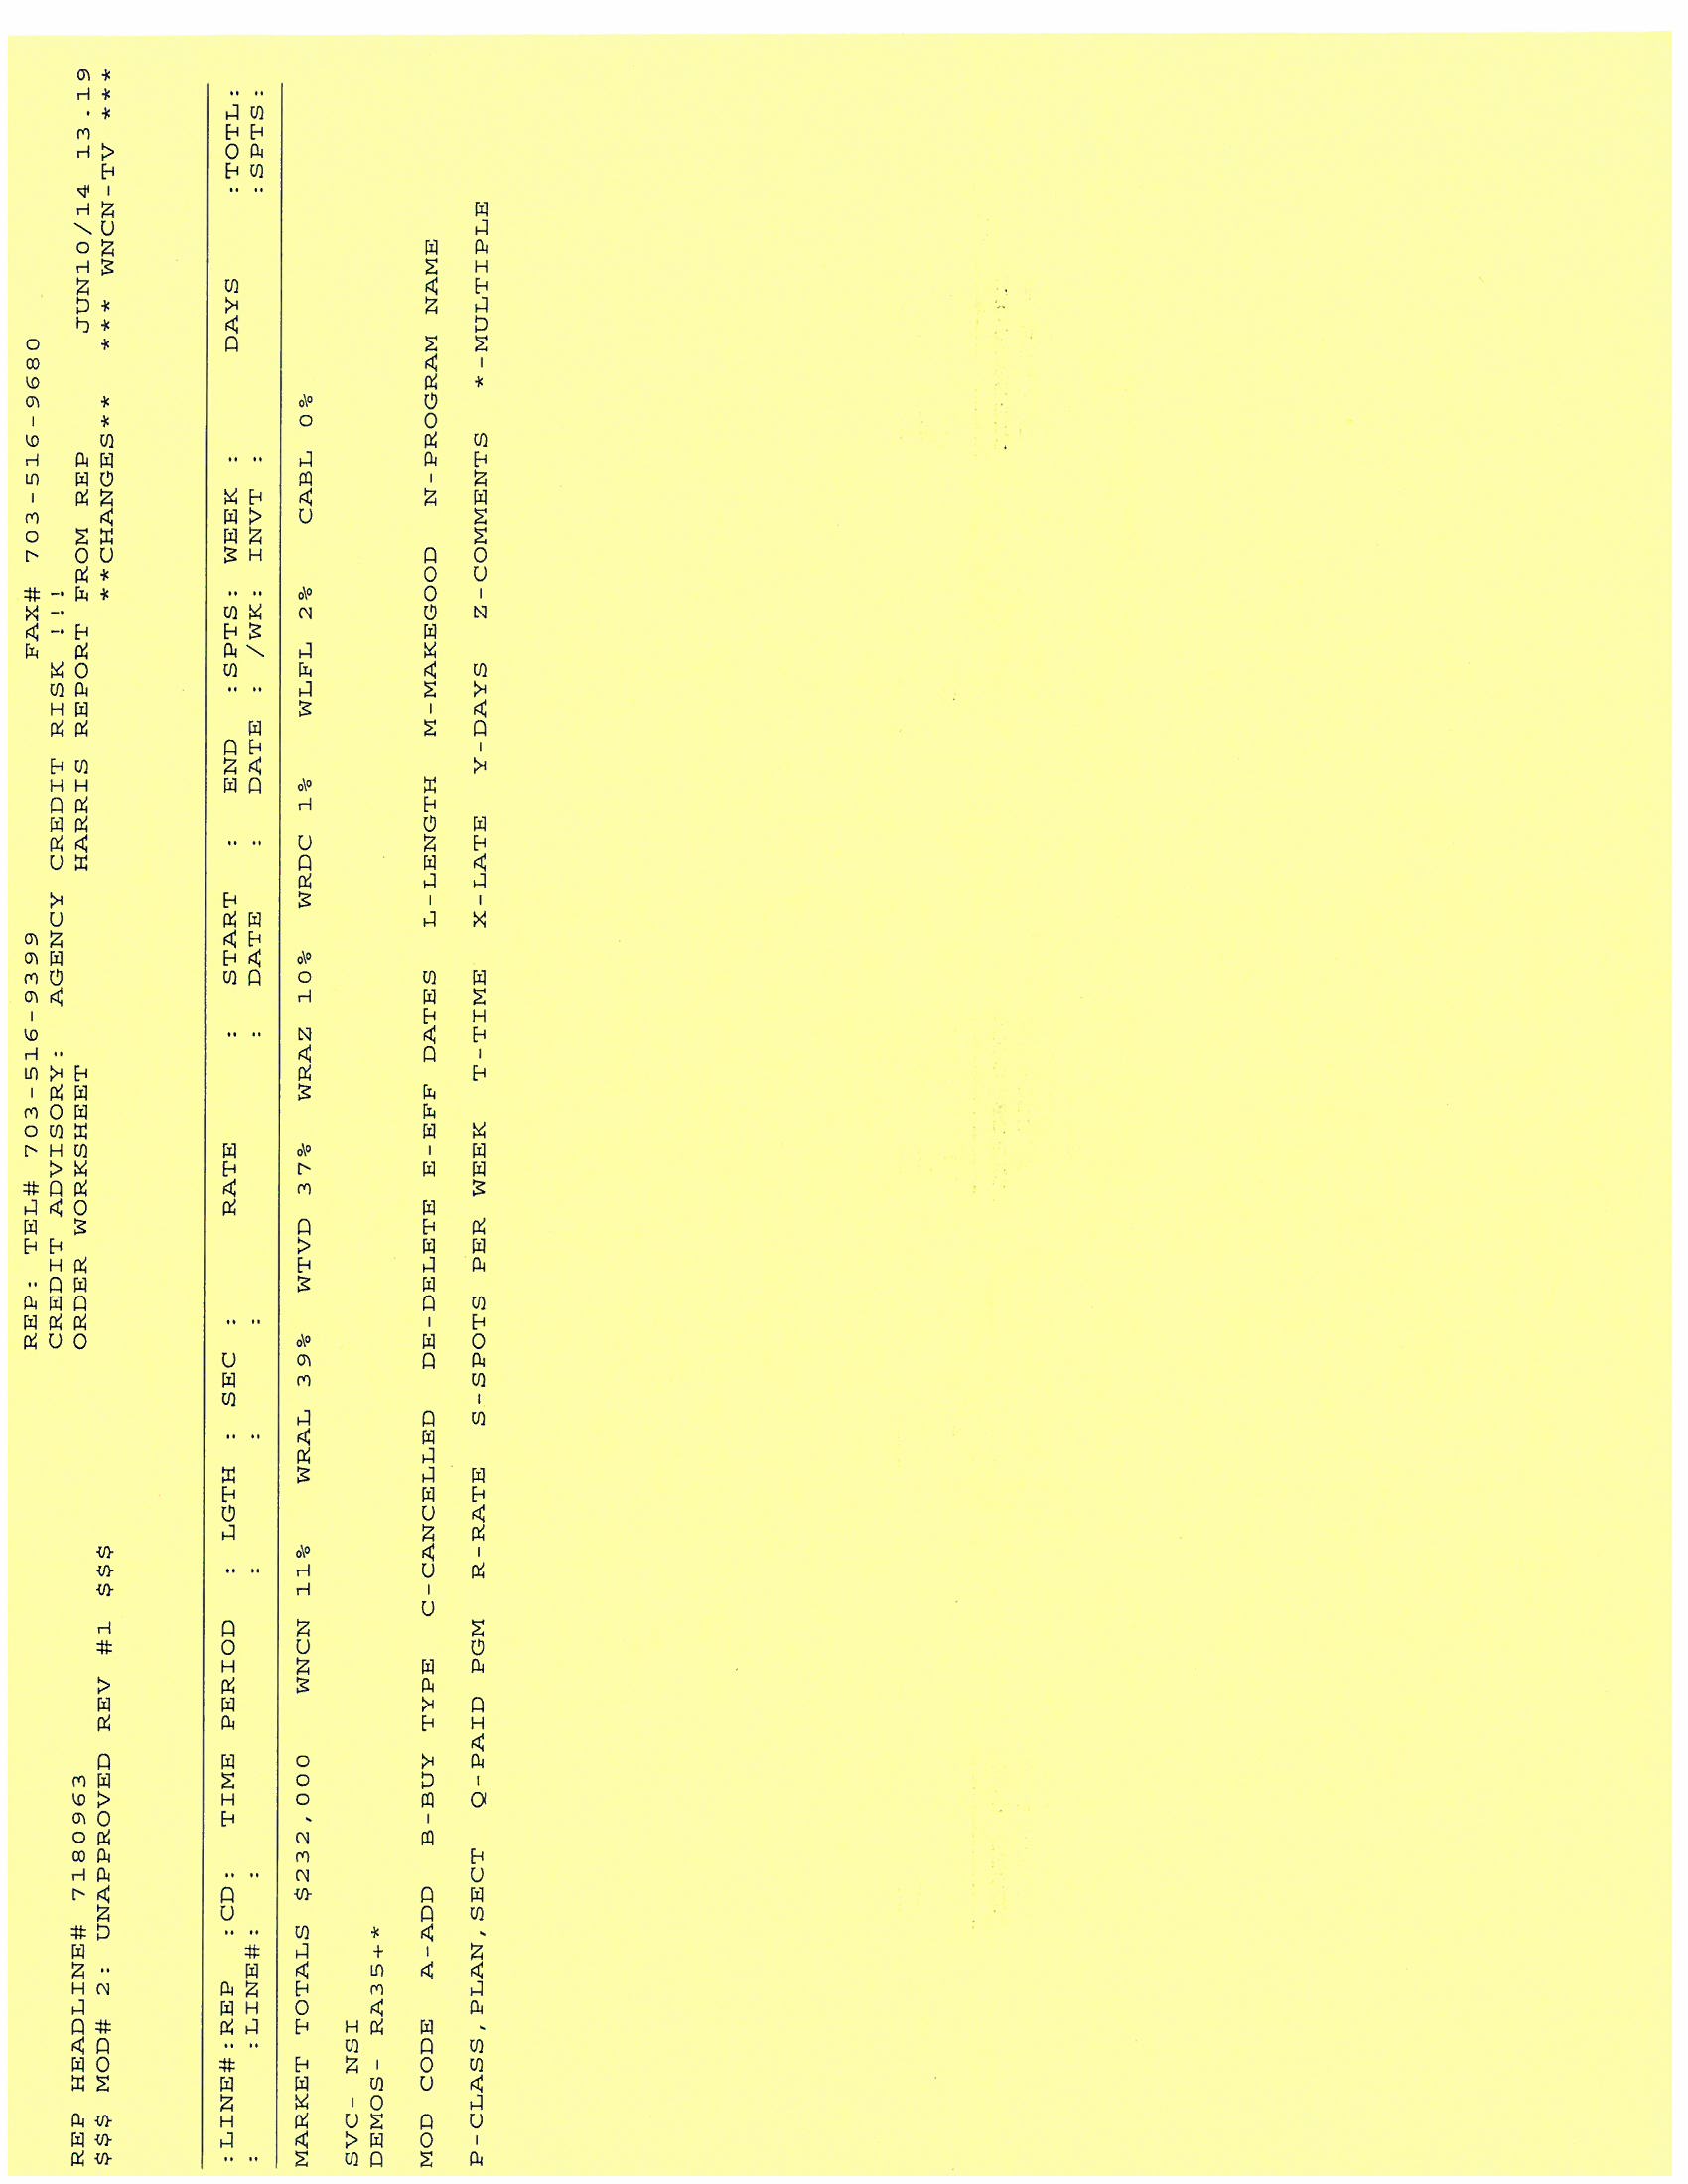 REP: TEL# 703-516-9399 FAX# 703-516-9680
CREDIT ADVISORY: AGENCY CREDIT RISK !!!
REP HEADLINE# 7180963 ORDER WORKSHEET HARRIS REPORT FROM REP JUN10/14 13.19
$$$ MOD# 2: UNAPPROVED REV #1 $$$ **CHANGES** *** WNCN-TV ***
:LINE#:REP :CD: TIME PERIOD : LGTH : SEC : RATE : START : END :SPTS: WEEK : DAYS :TOTL:
: :LINE#: : : : : DATE : DATE : /WK: INVT : :SPTS:
MARKET TOTALS $232,000 WNCN 11% WRAL 39% WTVD 37% WRAZ 10% WRDC 1% WLFL 2% CABL 0%
SVC- NSI
DEMOS- RA35+*
MOD CODE A-ADD B-BUY TYPE C-CANCELLED DE-DELETE E-EFF DATES L-LENGTH M-MAKEGOOD N-PROGRAM NAME
P-CLASS,PLAN,SECT Q-PAID PGM R-RATE S-SPOTS PER WEEK T-TIME X-LATE Y-DAYS Z-COMMENTS *-MULTIPLE